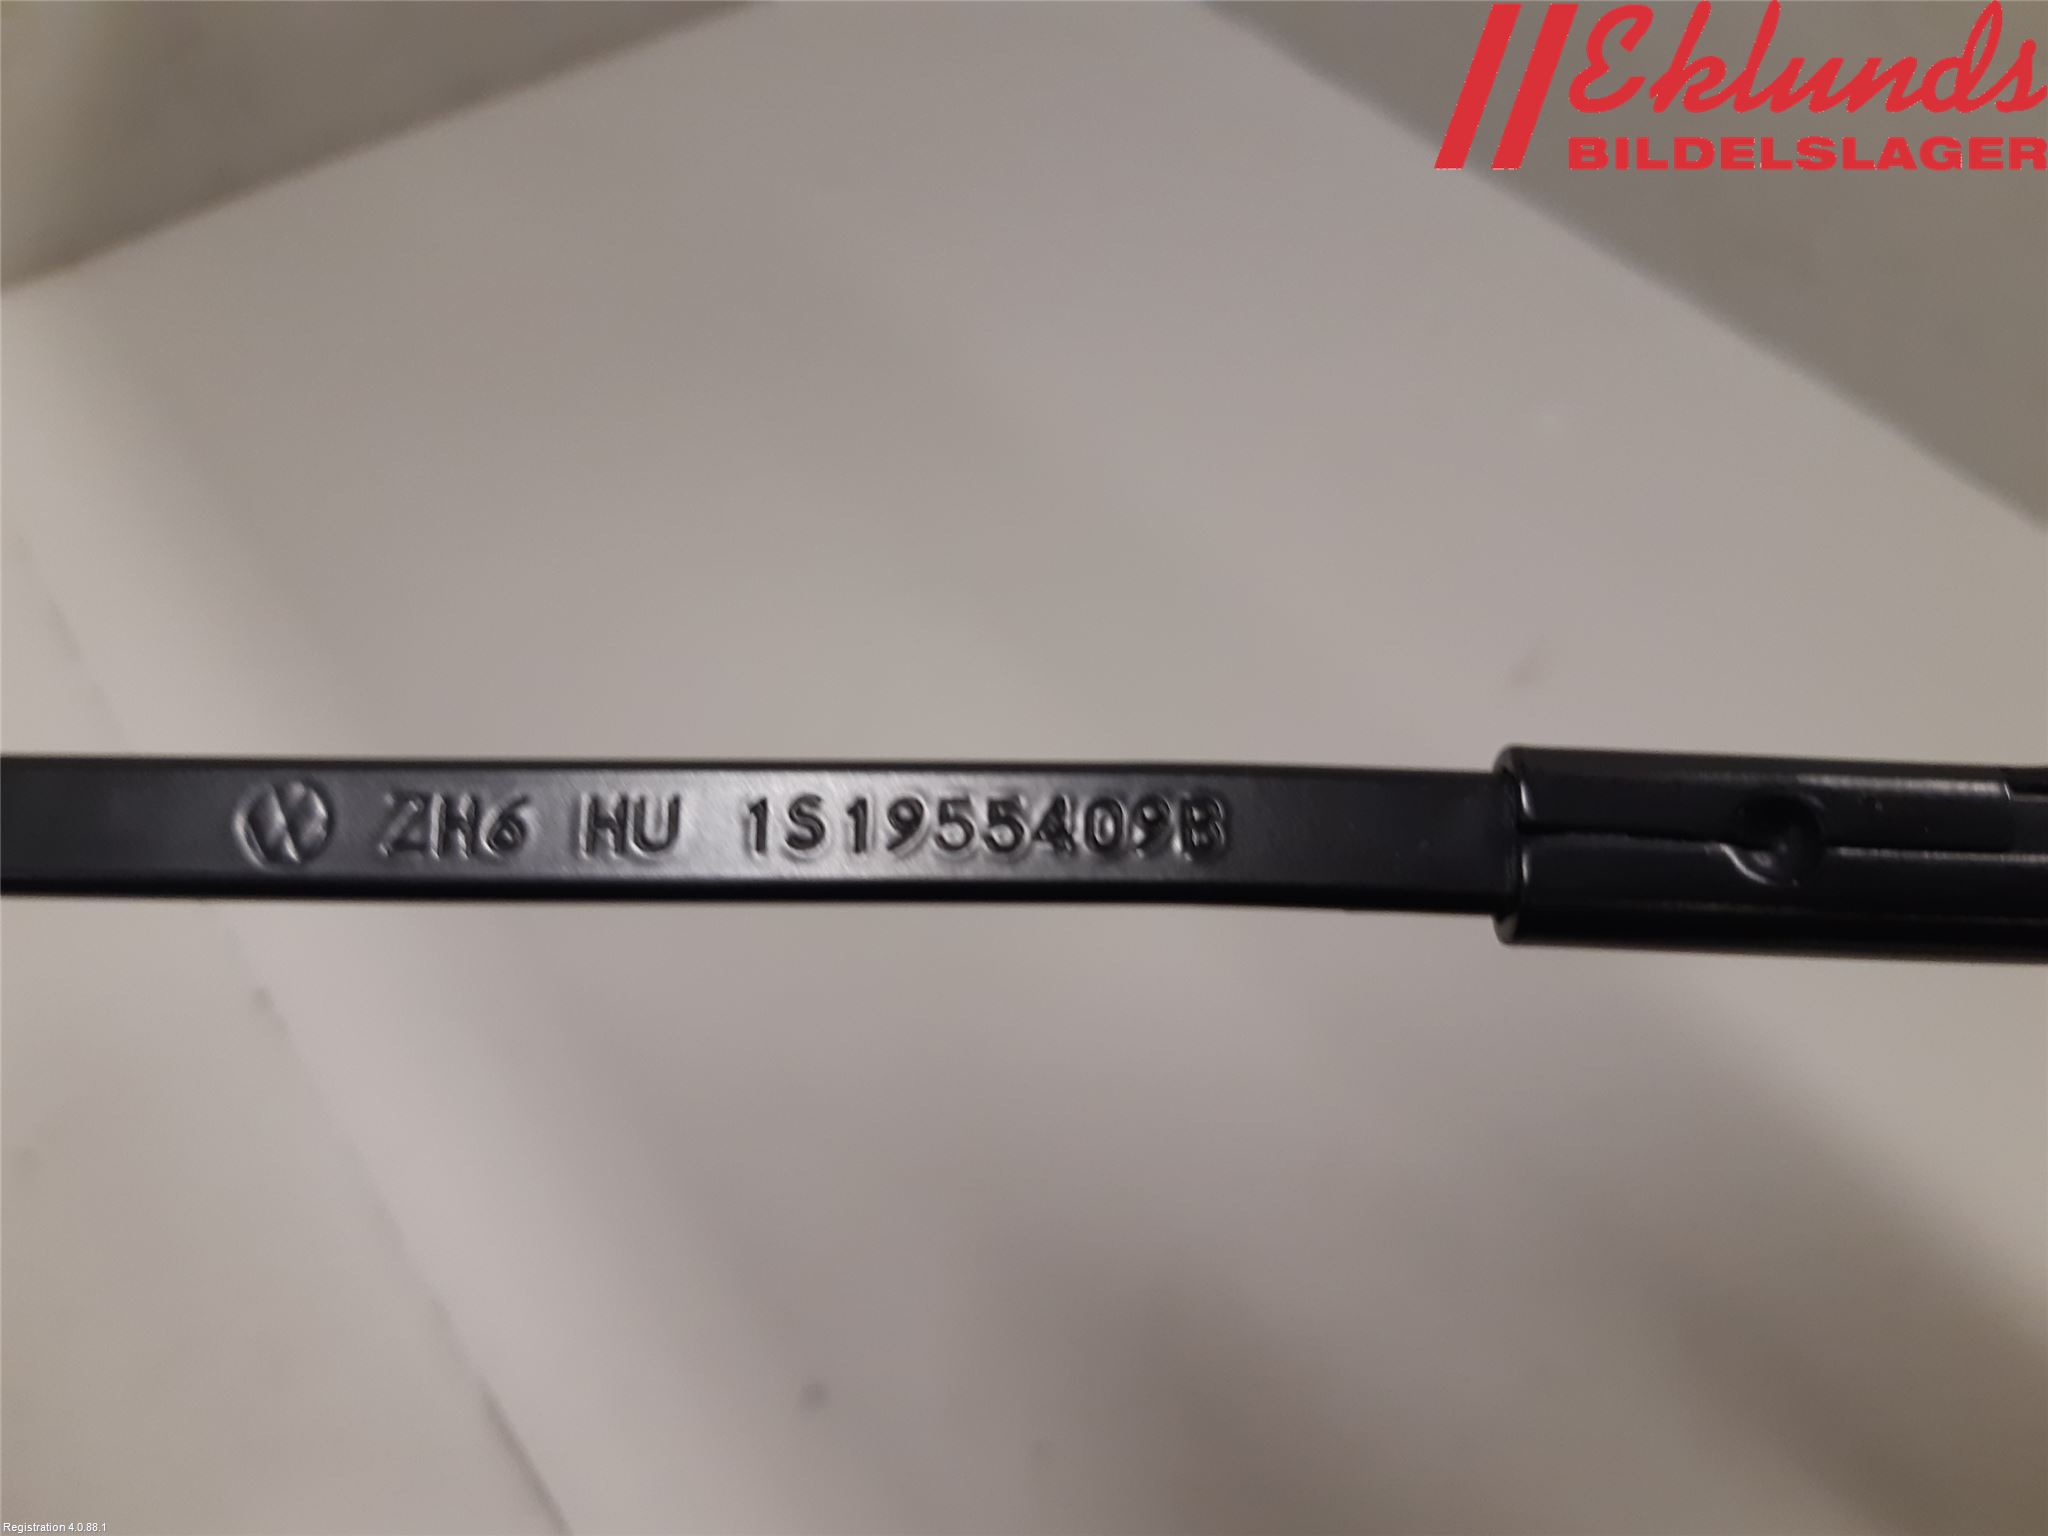 Eklunds
BILDELSLAGER
ZH6 HU 1S1955409B
Registration 4.0.88.1